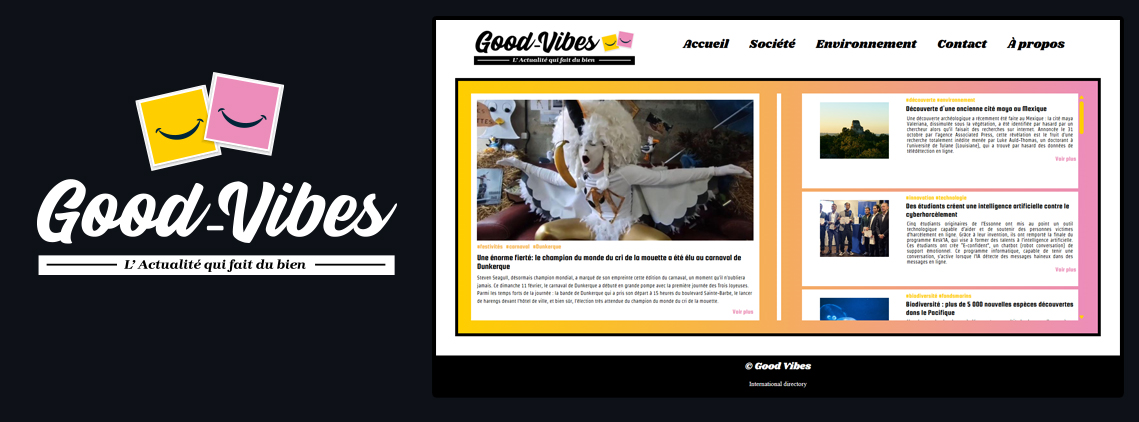 Good-Vibes
L'Actualité qui fait du bien
Good-Vibes
L'Actualité qui fait du bien
Accueil Société Environnement Contact À propos
#festivités #carnaval #Dunkerque
Une énorme fierté: le champion du monde du cri de la mouette a été élu au carnaval de
Dunkerque
Steven Seagull, désormais champion mondial, a marqué de son empreinte cette édition du carnaval, un moment qu'il n'oubliera
jamais. Ce dimanche 11 février, le carnaval de Dunkerque a débuté en grande pompe avec la première journée des trois joyeuses.
Parmi les temps forts de la journée : la bande de Dunkerque qui a pris son départ à 15 heures du boulevard Sainte-Barbe, le lancer
de harengs devant l'hôtel de ville, et bien sûr, l'élection très attendue du champion du monde du cri de la mouette.
Voir plus
#découverte #environnement
Découverte d'une ancienne cité maya au Mexique
Une découverte archéologique a récemment été faite au Mexique : la cité maya
Valeriana, dissimulée sous la végétation, a été identifiée par hasard par un
chercheur alors qu'il faisait des recherches sur internet. Annoncée le 31
octobre par l'agence Associated Press, cette révélation est le fruit d'une
recherche totalement inédite menée par Luke Auld-Thomas, un doctorant à
l'université de Tulane (Louisiane), qui a trouvé par hasard des données de
télédétection en ligne.
Voir plus
#innovation #technologie
Des étudiants créent une intelligence artificielle contre le
cyberharcèlement
Cinq étudiants originaires de l'Essonne ont mis au point un outil
technologique capable d'aider et de soutenir des personnes victimes
d'harcèlement en ligne. Grâce à leur invention, ils ont remporté la finale du
programme Kesk'IA, qui vise à former des talents à l'intelligence artificielle.
Ces étudiants ont créé "E-confident", un chatbot (robot conversation) de
support émotionnel. Ce programme informatique, capable de tenir une
conversation, s'active lorsque l'IA détecte des messages haineux dans des
messages en ligne.
Voir plus
#biodiversité #fondsmarins
Biodiversité : plus de 5 000 nouvelles espèces découvertes
dans le Pacifique
© Good Vibes
International directory